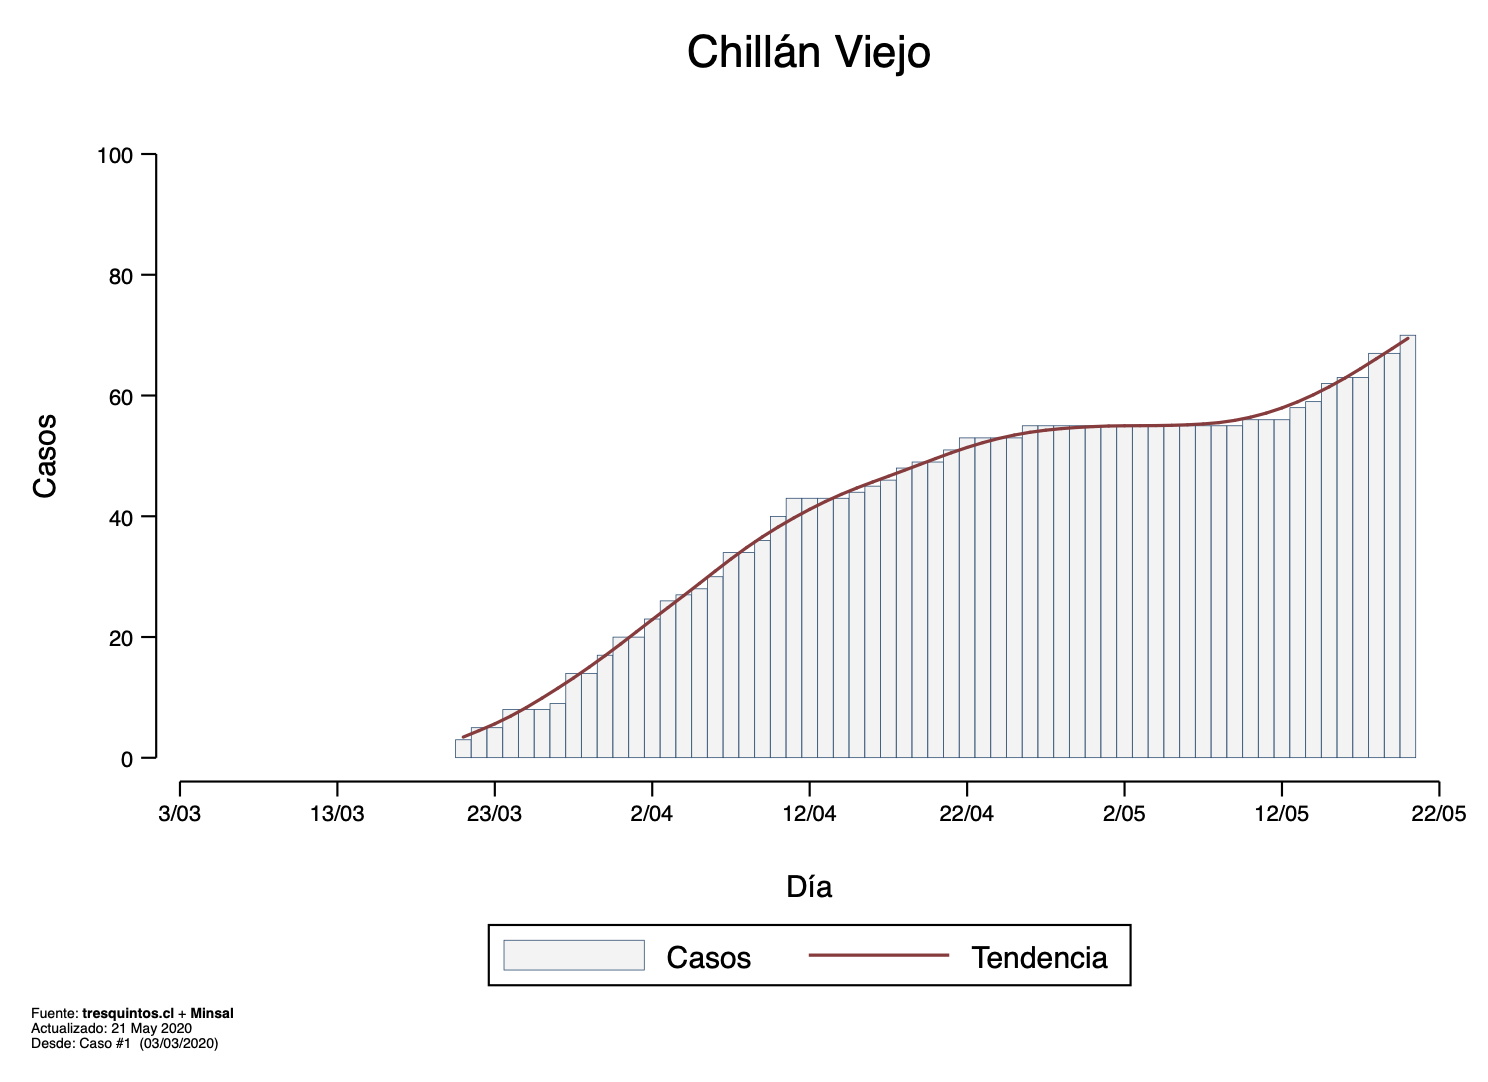 Chillán Viejo
100
80
60
40
20
0
Casos
3/03 13/03 23/03 2/04 12/04 22/04 2/05 12/05 22/05
Día
Casos Tendencia
Fuente: tresquintos.cl + Minsal
Actualizado: 21 May 2020
Desde: Caso #1 (03/03/2020)